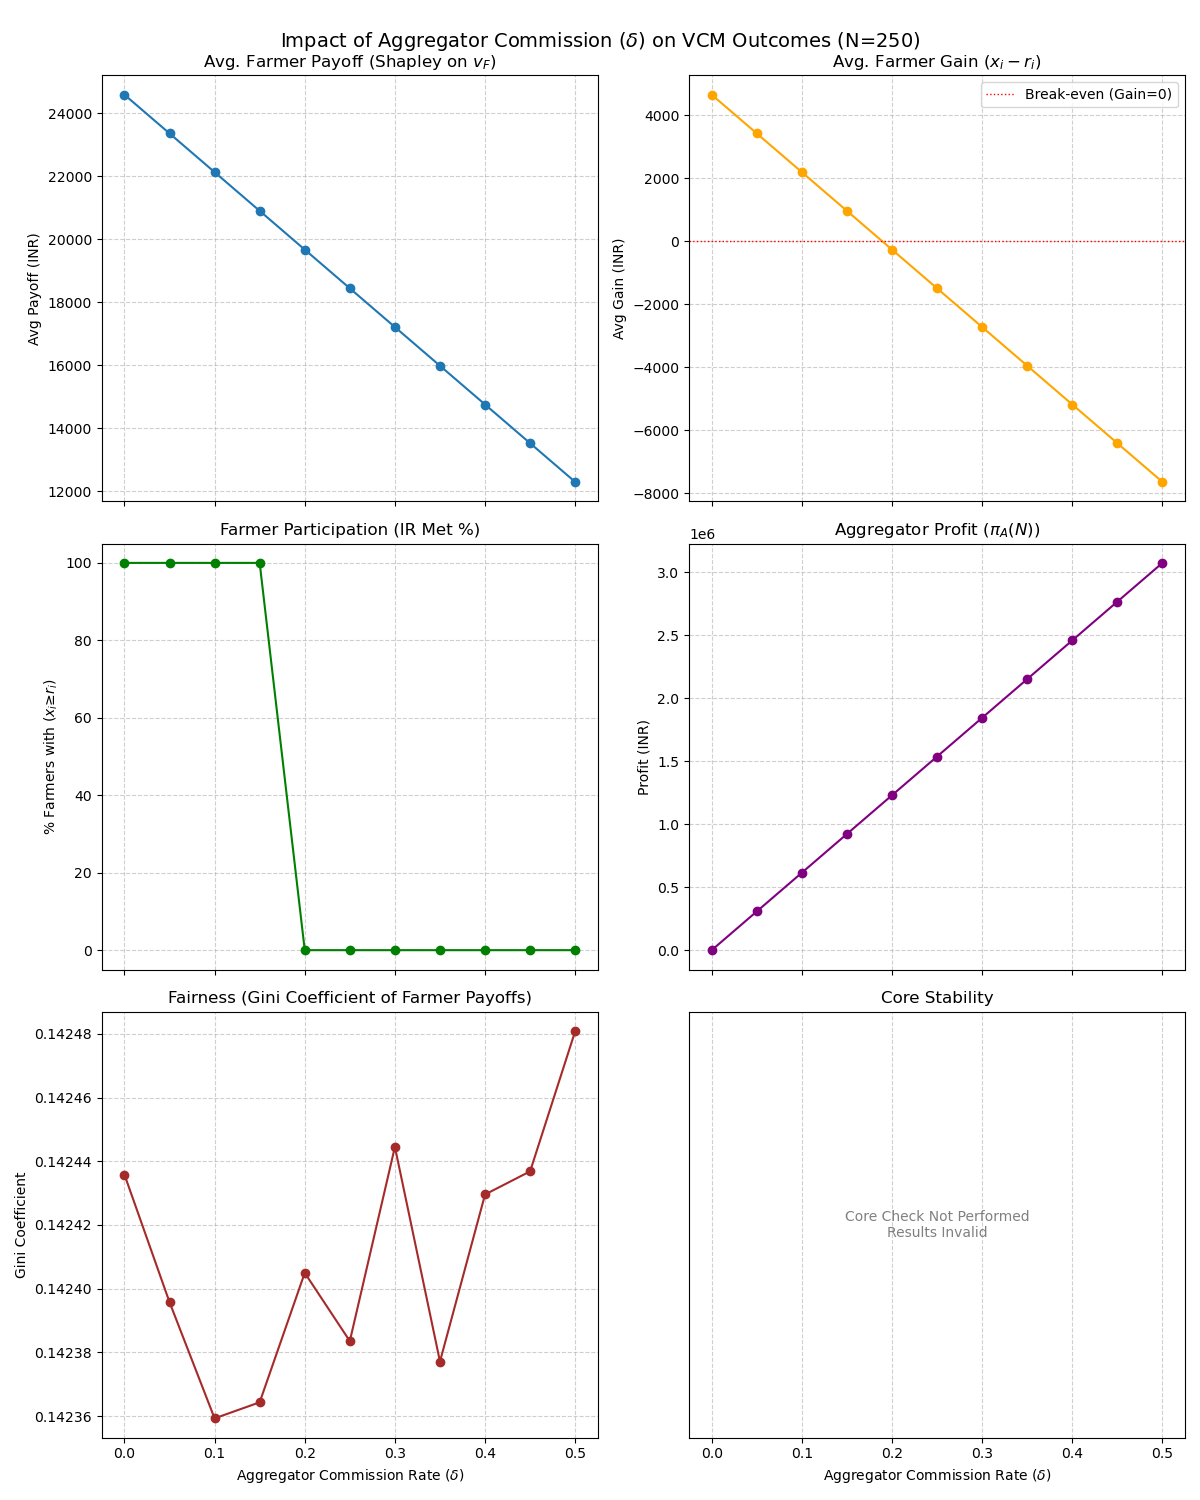 Impact of Aggregator Commission (δ) on VCM Outcomes (N=250)
Avg. Farmer Payoff (Shapley on v_F)
Avg Payoff (INR)
24000
22000
20000
18000
16000
14000
12000
Avg. Farmer Gain (x_i − r_i)
Avg Gain (INR)
Break-even (Gain=0)
4000
2000
0
−2000
−4000
−6000
−8000
Farmer Participation (IR Met %)
% Farmers with (x_i≥r_i)
100
80
60
40
20
0
Aggregator Profit (π_A(N))
1e6
Profit (INR)
3.0
2.5
2.0
1.5
1.0
0.5
0.0
Fairness (Gini Coefficient of Farmer Payoffs)
Gini Coefficient
0.14248
0.14246
0.14244
0.14242
0.14240
0.14238
0.14236
0.0 0.1 0.2 0.3 0.4 0.5
Aggregator Commission Rate (δ)
Core Stability
Core Check Not Performed
Results Invalid
0.0 0.1 0.2 0.3 0.4 0.5
Aggregator Commission Rate (δ)